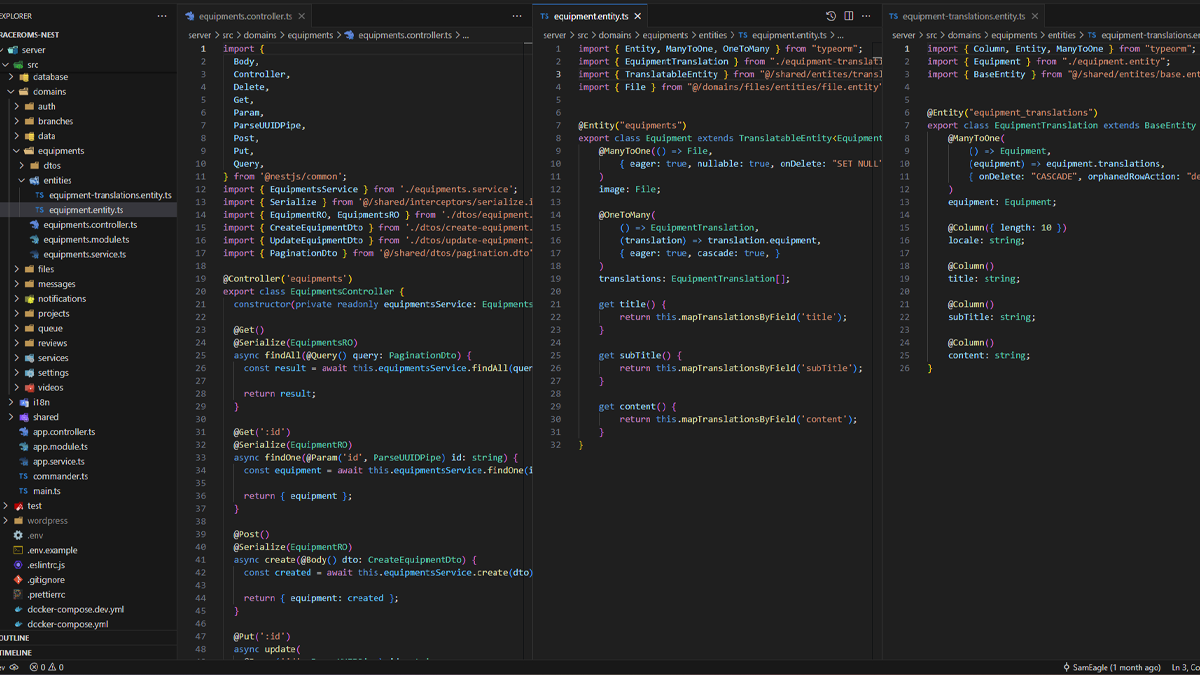 EXPLORER
RACEROMS-NEST
server
src
database
domains
auth
branches
data
equipments
dtos
entities
TS equipment-translations.entity.ts
TS equipment.entity.ts
equipments.controller.ts
equipments.module.ts
equipments.service.ts
files
messages
notifications
projects
queue
reviews
services
settings
videos
i18n
shared
app.controller.ts
app.module.ts
app.service.ts
TS commander.ts
TS main.ts
test
wordpress
.env
.env.example
.eslintrc.js
.gitignore
.prettierrc
docker-compose.dev.yml
docker-compose.yml
OUTLINE
TIMELINE
equipments.controller.ts
server > src > domains > equipments > equipments.controller.ts > ...
1 import {
2 Body,
3 Controller,
4 Delete,
5 Get,
6 Param,
7 ParseUUIDPipe,
8 Post,
9 Put,
10 Query,
11 } from '@nestjs/common';
12 import { EquipmentsService } from './equipments.service';
13 import { Serialize } from '@/shared/interceptors/serialize.i
14 import { EquipmentRO, EquipmentsRO } from './dtos/equipment.
15 import { CreateEquipmentDto } from './dtos/create-equipment.
16 import { UpdateEquipmentDto } from './dtos/update-equipment.
17 import { PaginationDto } from '@/shared/dtos/pagination.dto'
18
19 @Controller('equipments')
20 export class EquipmentsController {
21 constructor(private readonly equipmentsService: Equipments
22
23 @Get()
24 @Serialize(EquipmentsRO)
25 async findAll(@Query() query: PaginationDto) {
26 const result = await this.equipmentsService.findAll(quer
27
28 return result;
29 }
30
31 @Get(':id')
32 @Serialize(EquipmentRO)
33 async findOne(@Param('id', ParseUUIDPipe) id: string) {
34 const equipment = await this.equipmentsService.findOne(i
35
36 return { equipment };
37 }
38
39 @Post()
40 @Serialize(EquipmentRO)
41 async create(@Body() dto: CreateEquipmentDto) {
42 const created = await this.equipmentsService.create(dto)
43
44 return { equipment: created };
45 }
46
47 @Put(':id')
48 async update(
TS equipment.entity.ts
server > src > domains > equipments > entities > TS equipment.entity.ts > ...
1 import { Entity, ManyToOne, OneToMany } from "typeorm";
2 import { EquipmentTranslation } from "./equipment-translat
3 import { TranslatableEntity } from "@/shared/entites/transl
4 import { File } from "@/domains/files/entities/file.entity"
5
6
7 @Entity("equipments")
8 export class Equipment extends TranslatableEntity<Equipment
9 @ManyToOne(() => File,
10 { eager: true, nullable: true, onDelete: "SET NULL"
11 )
12 image: File;
13
14 @OneToMany(
15 () => EquipmentTranslation,
16 (translation) => translation.equipment,
17 { eager: true, cascade: true, }
18 )
19 translations: EquipmentTranslation[];
20
21 get title() {
22 return this.mapTranslationsByField('title');
23 }
24
25 get subTitle() {
26 return this.mapTranslationsByField('subTitle');
27 }
28
29 get content() {
30 return this.mapTranslationsByField('content');
31 }
32 }
TS equipment-translations.entity.ts
server > src > domains > equipments > entities > TS equipment-translations.en
1 import { Column, Entity, ManyToOne } from "typeorm";
2 import { Equipment } from "./equipment.entity";
3 import { BaseEntity } from "@/shared/entites/base.ent
4
5
6 @Entity("equipment_translations")
7 export class EquipmentTranslation extends BaseEntity
8 @ManyToOne(
9 () => Equipment,
10 (equipment) => equipment.translations,
11 { onDelete: "CASCADE", orphanedRowAction: "de
12 )
13 equipment: Equipment;
14
15 @Column({ length: 10 })
16 locale: string;
17
18 @Column()
19 title: string;
20
21 @Column()
22 subTitle: string;
23
24 @Column()
25 content: string;
26 }
0 0
SamEagle (1 month ago) Ln 3, Co